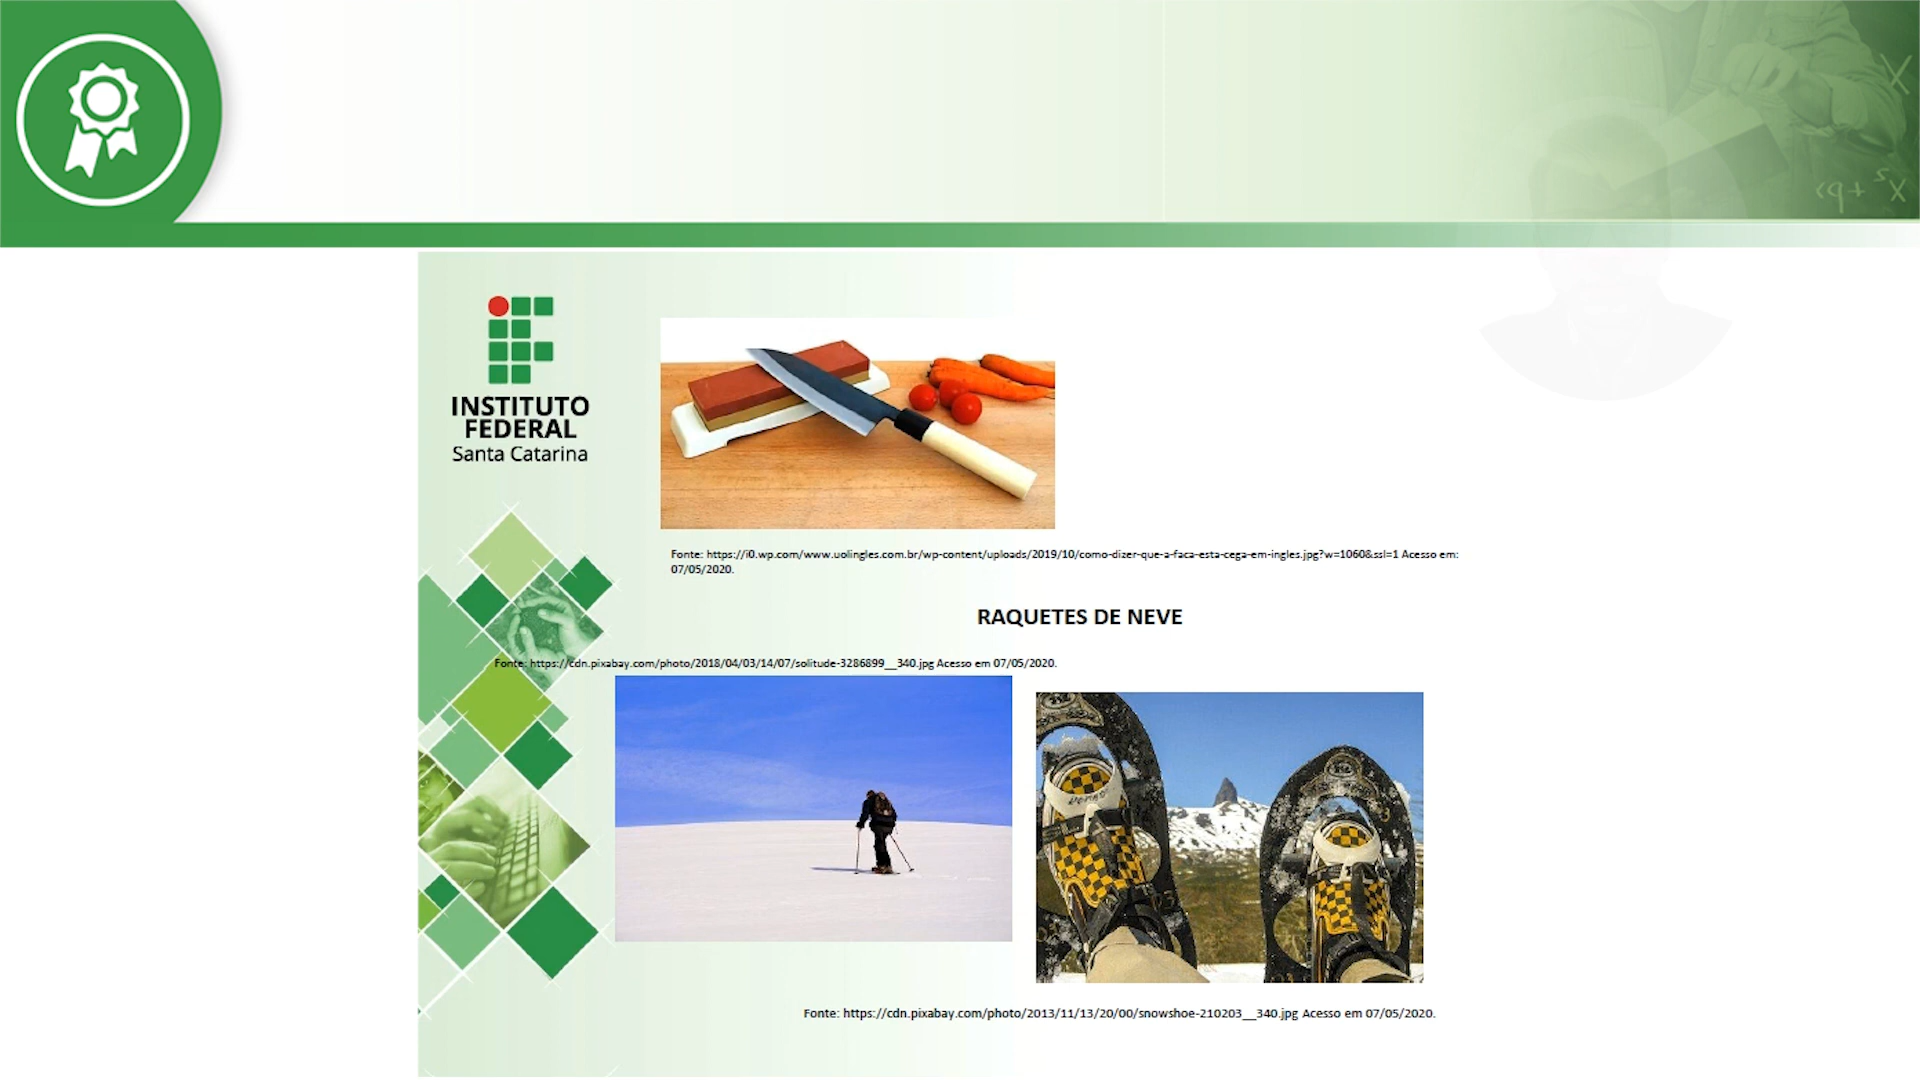 INSTITUTO
FEDERAL
Santa Catarina
Fonte: https://i0.wp.com/www.uolingles.com.br/wp-content/uploads/2019/10/como-dizer-que-a-faca-esta-cega-em-ingles.jpg?w=1060&ssl=1 Acesso em:
07/05/2020.
RAQUETES DE NEVE
Fonte: https://cdn.pixabay.com/photo/2018/04/03/14/07/solitude-3286899__340.jpg Acesso em 07/05/2020.
Fonte: https://cdn.pixabay.com/photo/2013/11/13/20/00/snowshoe-210203__340.jpg Acesso em 07/05/2020.